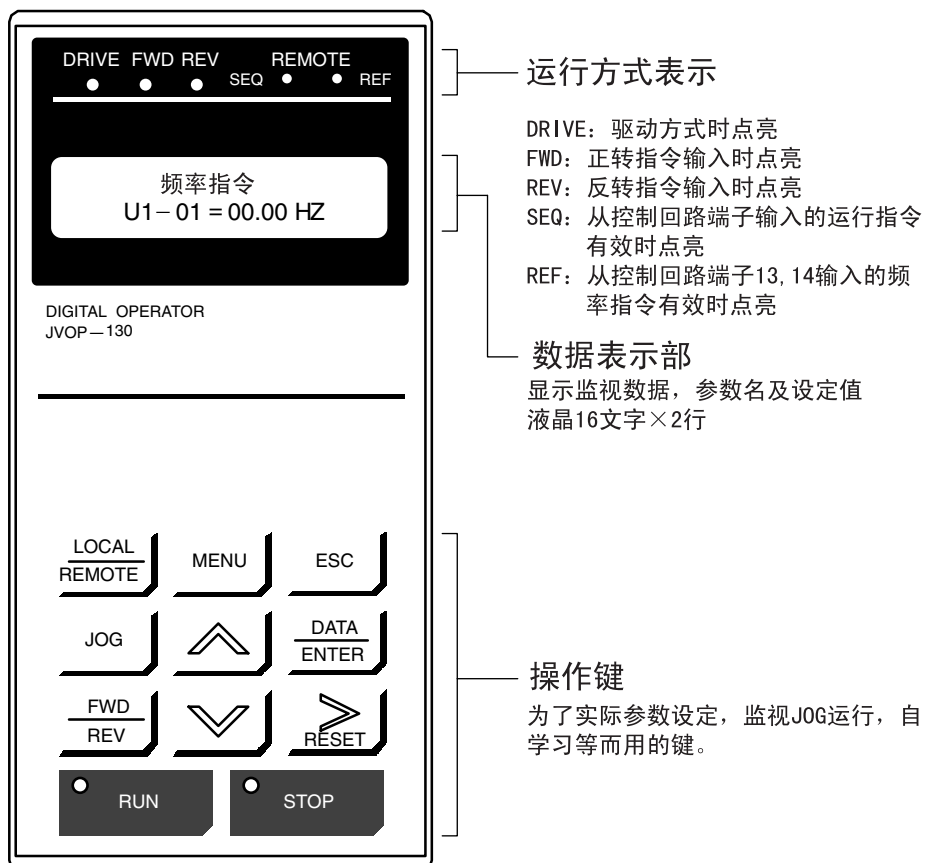 DRIVE FWD REV REMOTE
SEQ REF
频率指令
U1－01＝00.00 HZ
DIGITAL OPERATOR
JVOP－130
LOCAL
REMOTE
MENU
ESC
JOG
DATA
ENTER
FWD
REV
RESET
RUN
STOP
运行方式表示
DRIVE：驱动方式时点亮
FWD：正转指令输入时点亮
REV：反转指令输入时点亮
SEQ：从控制回路端子输入的运行指令
有效时点亮
REF：从控制回路端子13,14输入的频
率指令有效时点亮
数据表示部
显示监视数据，参数名及设定值
液晶16文字×2行
操作键
为了实际参数设定，监视JOG运行，自
学习等而用的键。